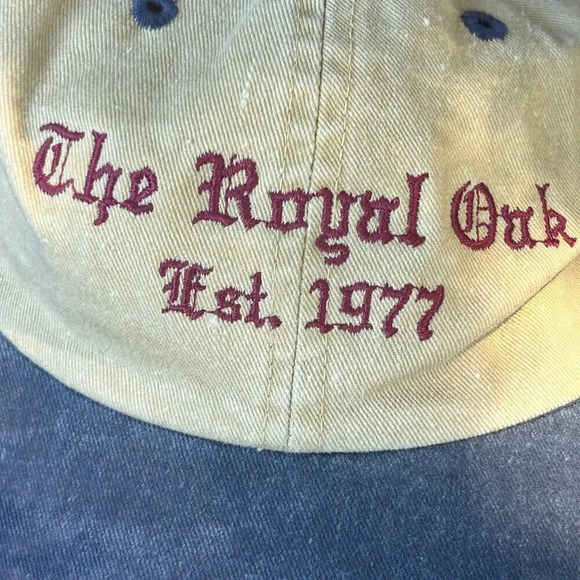 The Royal Oak
Est. 1977